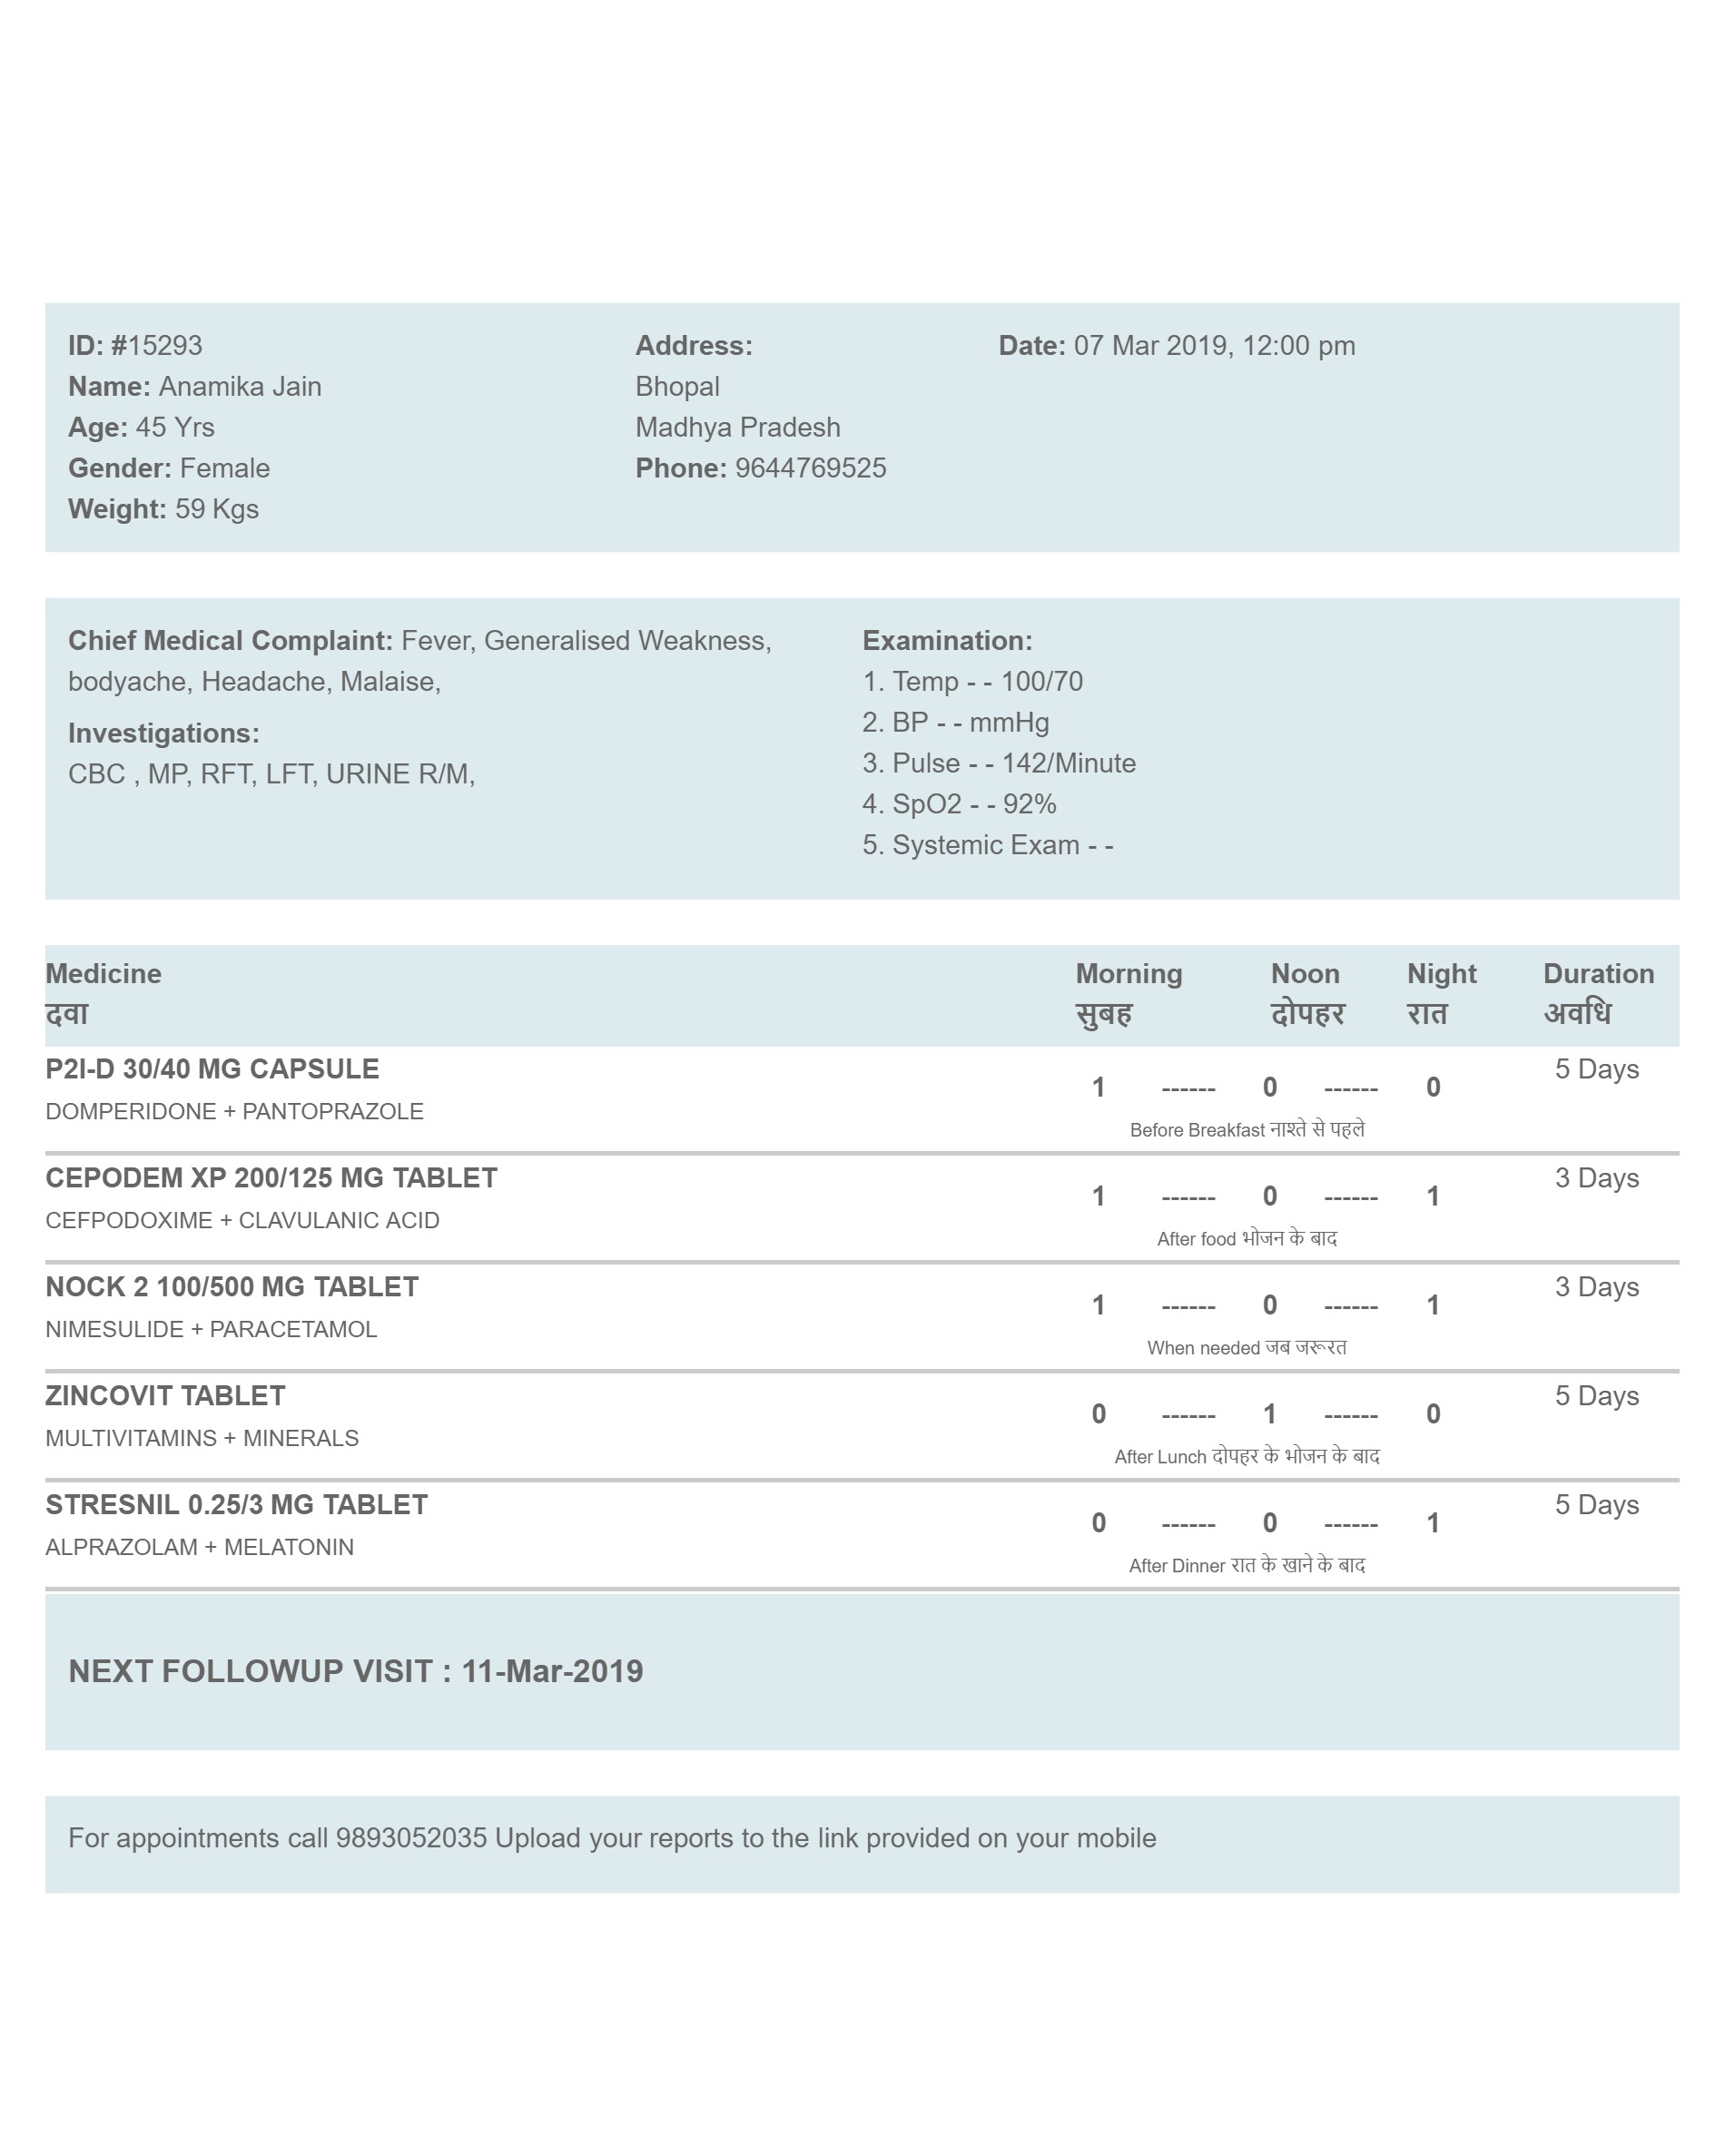 ID: #15293
Name: Anamika Jain
Age: 45 Yrs
Gender: Female
Weight: 59 Kgs
Address:
Bhopal
Madhya Pradesh
Phone: 9644769525
Date: 07 Mar 2019, 12:00 pm
Chief Medical Complaint: Fever, Generalised Weakness,
bodyache, Headache, Malaise,
Investigations:
CBC , MP, RFT, LFT, URINE R/M,
Examination:
1. Temp - - 100/70
2. BP - - mmHg
3. Pulse - - 142/Minute
4. SpO2 - - 92%
5. Systemic Exam - -
Medicine Morning Noon Night Duration
दवा सुबह दोपहर रात अवधि
P2I-D 30/40 MG CAPSULE 5 Days
1 ------ 0 ------ 0
DOMPERIDONE + PANTOPRAZOLE
Before Breakfast नाश्ते से पहले
CEPODEM XP 200/125 MG TABLET 3 Days
1 ------ 0 ------ 1
CEFPODOXIME + CLAVULANIC ACID
After food भोजन के बाद
NOCK 2 100/500 MG TABLET 3 Days
1 ------ 0 ------ 1
NIMESULIDE + PARACETAMOL
When needed जब जरूरत
ZINCOVIT TABLET 5 Days
0 ------ 1 ------ 0
MULTIVITAMINS + MINERALS
After Lunch दोपहर के भोजन के बाद
STRESNIL 0.25/3 MG TABLET 5 Days
0 ------ 0 ------ 1
ALPRAZOLAM + MELATONIN
After Dinner रात के खाने के बाद
NEXT FOLLOWUP VISIT : 11-Mar-2019
For appointments call 9893052035 Upload your reports to the link provided on your mobile